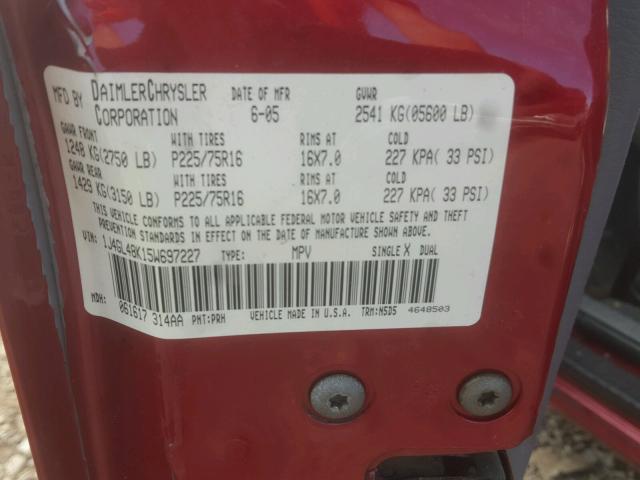 MFD BY DAIMLERCHRYSLER CORPORATION DATE OF MFR 6-05 GVWR 2541 KG(05600 LB)
GAWR FRONT WITH TIRES RIMS AT COLD
1248 KG(2750 LB) P225/75R16 16X7.0 227 KPA( 33 PSI)
GAWR REAR WITH TIRES RIMS AT COLD
1429 KG(3150 LB) P225/75R16 16X7.0 227 KPA( 33 PSI)
THIS VEHICLE CONFORMS TO ALL APPLICABLE FEDERAL MOTOR VEHICLE SAFETY AND THEFT
PREVENTION STANDARDS IN EFFECT ON THE DATE OF MANUFACTURE SHOWN ABOVE.
VIN: 1J4GL48K15W697227 TYPE: MPV SINGLE X DUAL
MDH: 061617 314AA PNT:PRH VEHICLE MADE IN U.S.A. TRM:N5D5 4648503